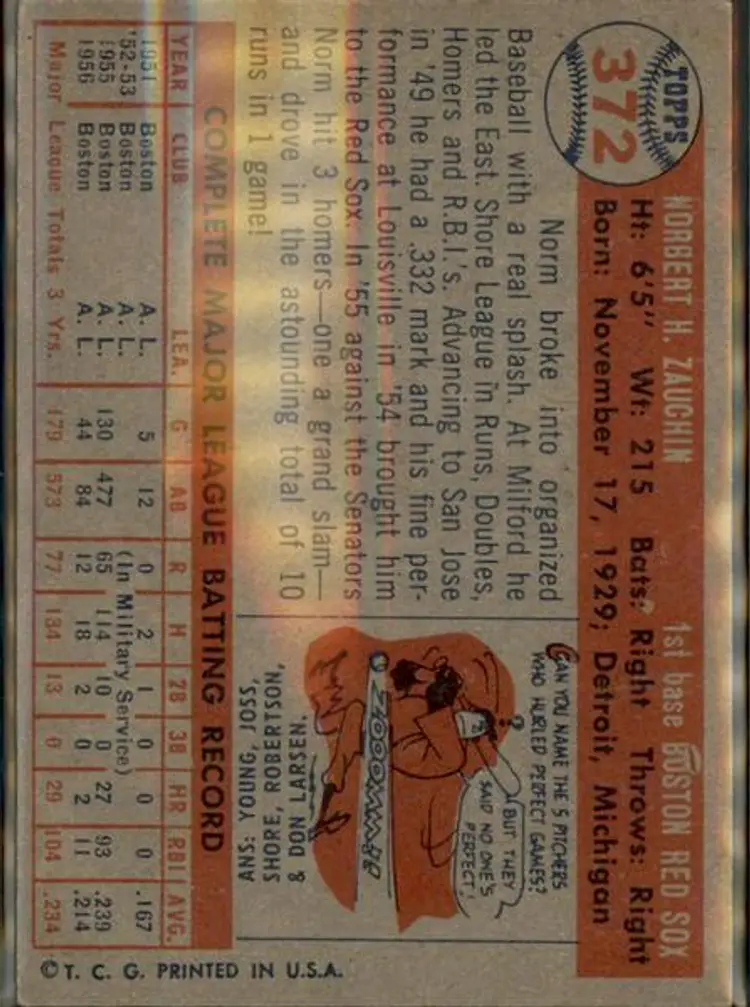 TOPPS
372
NORBERT H. ZAUCHIN 1st base BOSTON RED SOX
Ht: 6'5" Wt: 215 Bats: Right Throws: Right
Born: November 17, 1929; Detroit, Michigan
Norm broke into organized
Baseball with a real splash. At Milford he
led the East. Shore League in Runs, Doubles,
Homers and R.B.I.'s. Advancing to San Jose
in '49 he had a .332 mark and his fine per-
formance at Louisville in '54 brought him
to the Red Sox. In '55 against the Senators
Norm hit 3 homers—one a grand slam—
and drove in the astounding total of 10
runs in 1 game!
CAN YOU NAME THE 5 PITCHERS
WHO HURLED PERFECT GAMES?
?
BUT THEY
SAID NO ONE'S
PERFECT!
ZOOOMMM
ANS: YOUNG, JOSS,
SHORE, ROBERTSON,
& DON LARSEN.
COMPLETE MAJOR LEAGUE BATTING RECORD
YEAR CLUB LEA. G AB R H 2B 3B HR RBI AVG.
1951 Boston A. L. 5 12 0 2 1 0 0 0 .167
'52-53 Boston A. L. (In Military Service)
1955 Boston A. L. 130 477 65 114 10 0 27 93 .239
1956 Boston A. L. 44 84 12 18 2 0 2 11 .214
Major League Totals 3 Yrs. 179 573 77 134 13 0 29 104 .234
© T. C. G. PRINTED IN U.S.A.